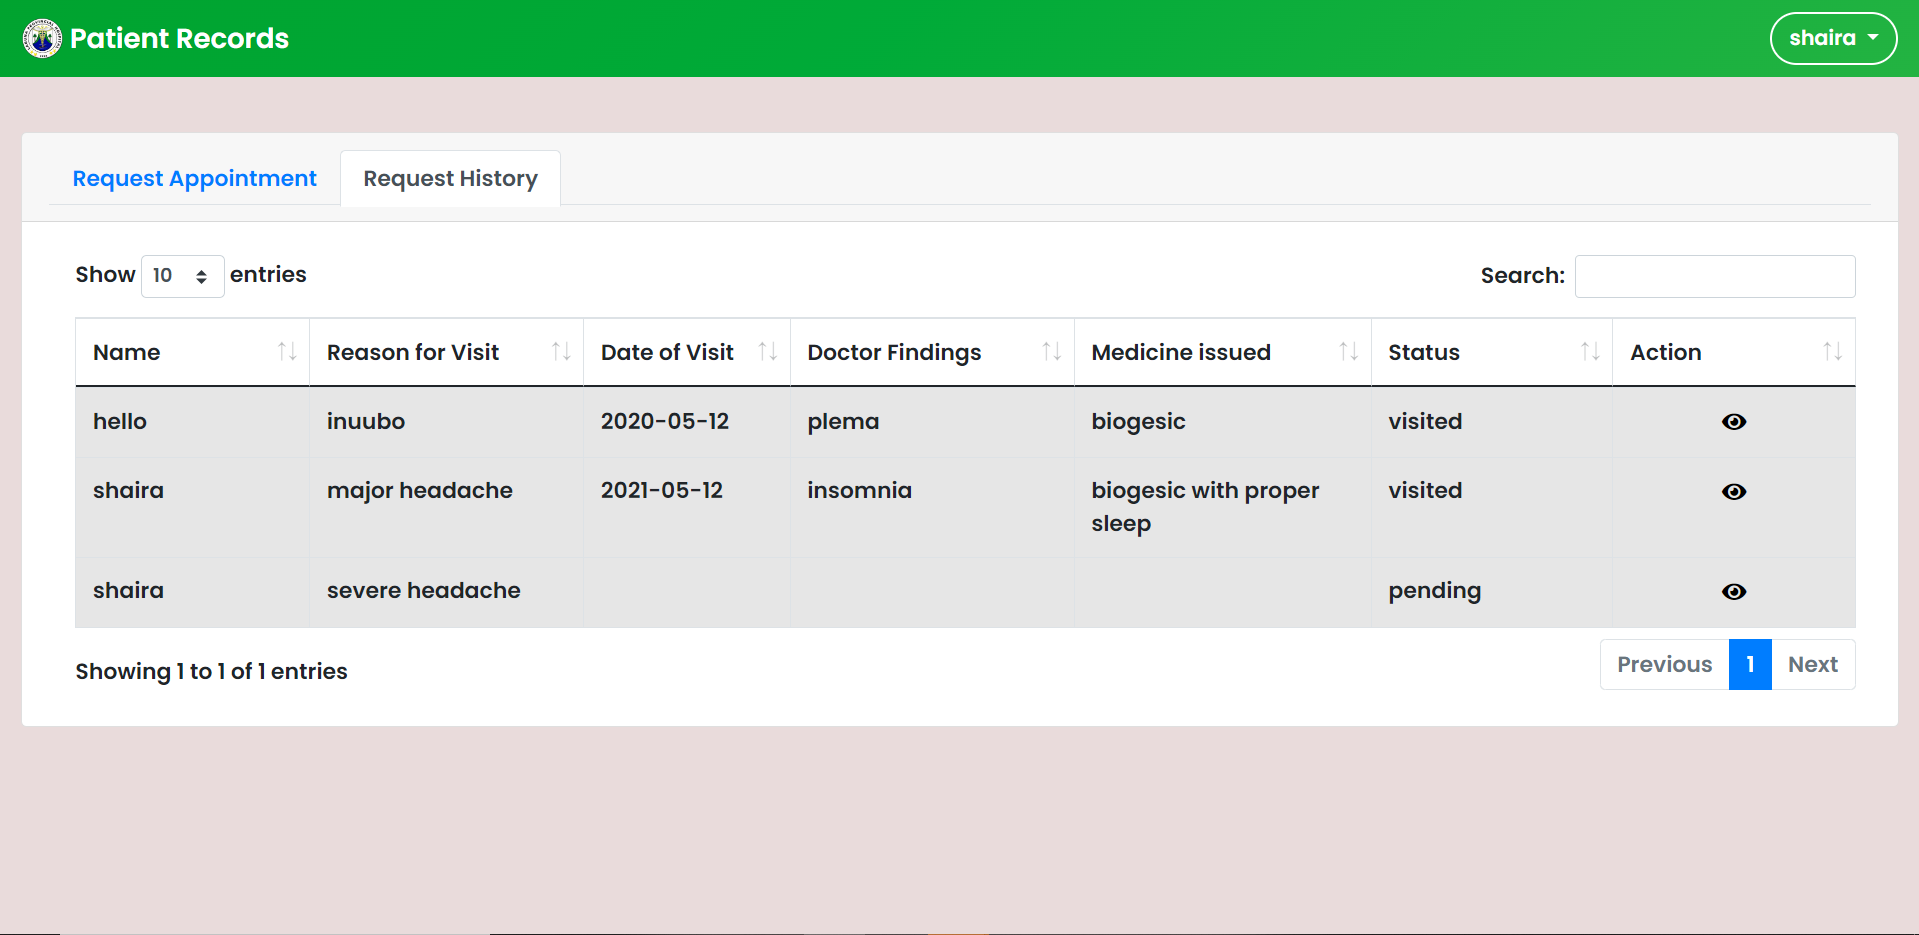 Patient Records
shaira
Request Appointment
Request History
Show 10 entries
Search:
Name Reason for Visit Date of Visit Doctor Findings Medicine issued Status Action
hello inuubo 2020-05-12 plema biogesic visited
shaira major headache 2021-05-12 insomnia biogesic with proper visited
sleep
shaira severe headache pending
Showing 1 to 1 of 1 entries
Previous 1 Next